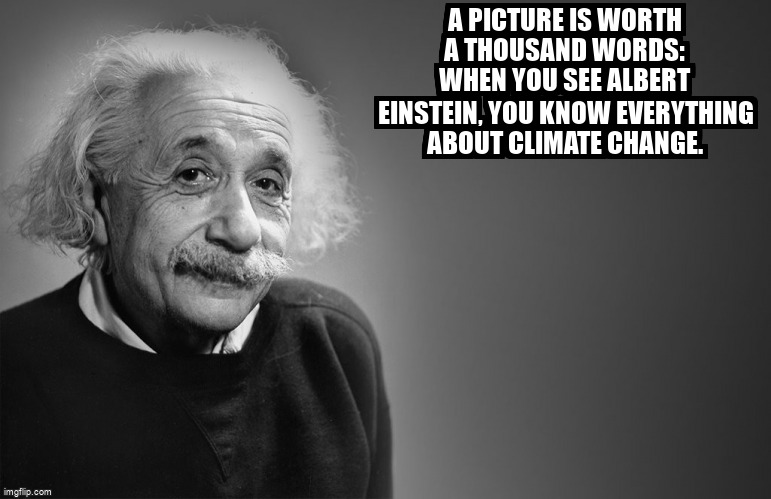 A PICTURE IS WORTH
A THOUSAND WORDS:
WHEN YOU SEE ALBERT
EINSTEIN, YOU KNOW EVERYTHING
ABOUT CLIMATE CHANGE.
imgflip.com